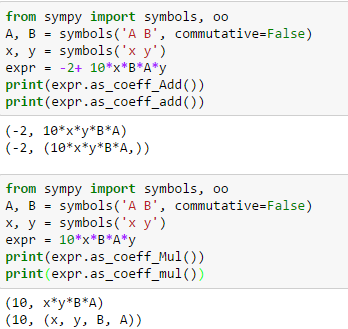 from sympy import symbols, oo
A, B = symbols('A B', commutative=False)
x, y = symbols('x y')
expr = -2+ 10*x*B*A*y
print(expr.as_coeff_Add())
print(expr.as_coeff_add())
(-2, 10*x*y*B*A)
(-2, (10*x*y*B*A,))
from sympy import symbols, oo
A, B = symbols('A B', commutative=False)
x, y = symbols('x y')
expr = 10*x*B*A*y
print(expr.as_coeff_Mul())
print(expr.as_coeff_mul())
(10, x*y*B*A)
(10, (x, y, B, A))